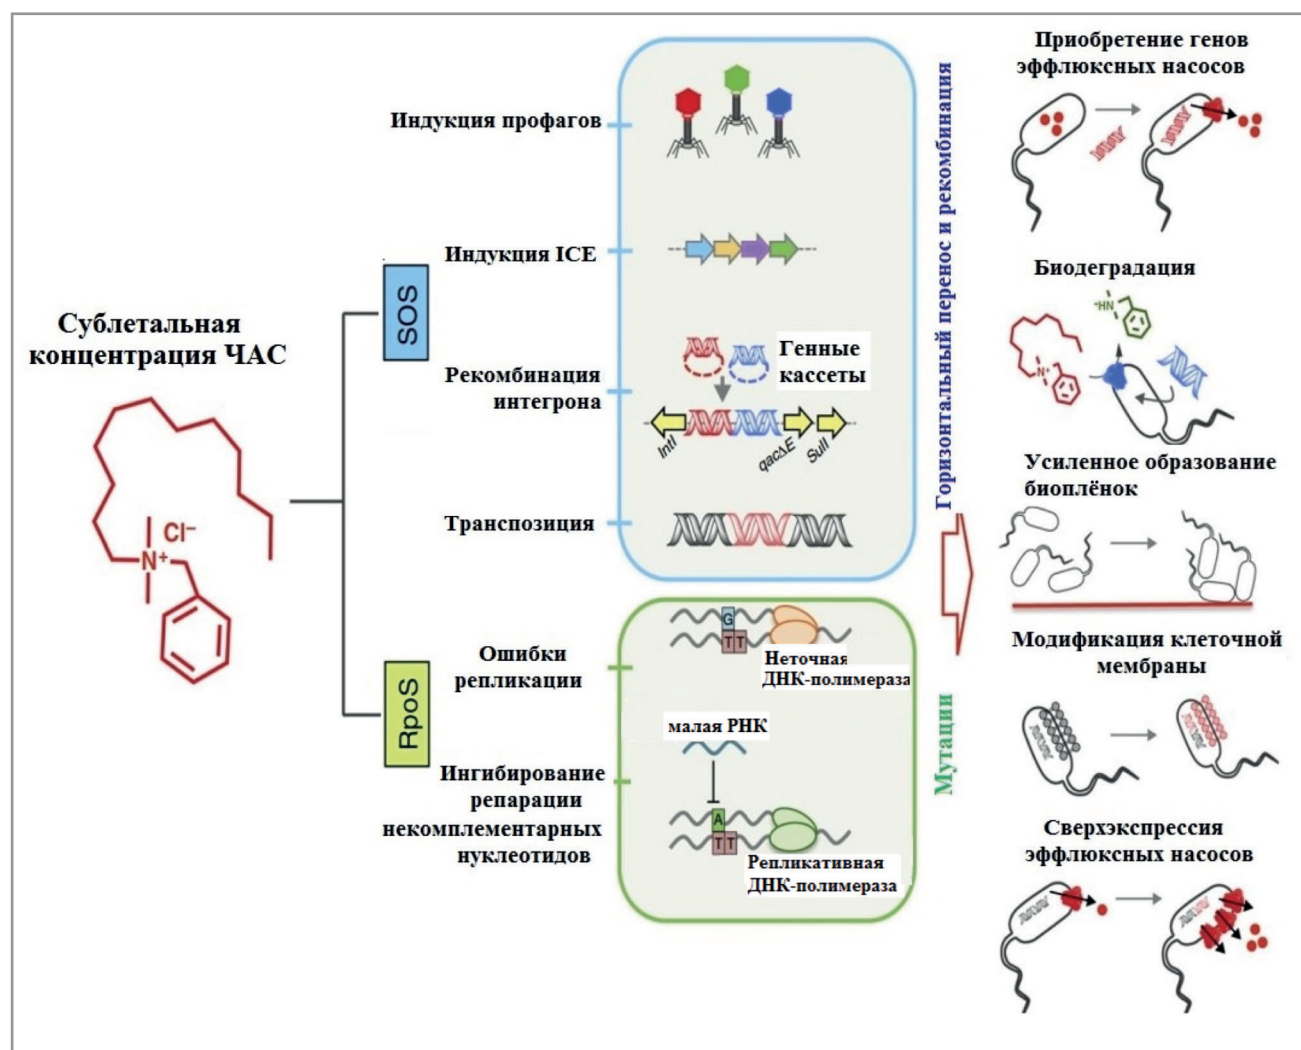 Сублетальная
концентрация ЧАС
Cl⁻
N⁺
SOS
RpoS
Индукция профагов
Индукция ICE
Рекомбинация
интегрона
Транспозиция
Ошибки
репликации
Ингибирование
репарации
некомплементарных
нуклеотидов
Генные
кассеты
IntI
qacΔE
SulI
G
T T
Неточная
ДНК-полимераза
малая РНК
A
T T
Репликативная
ДНК-полимераза
Горизонтальный перенос и рекомбинация
Мутации
Приобретение генов
эффлюксных насосов
Биодеградация
⁺HN
N⁺
Усиленное образование
биоплёнок
Модификация клеточной
мембраны
Сверхэкспрессия
эффлюксных насосов